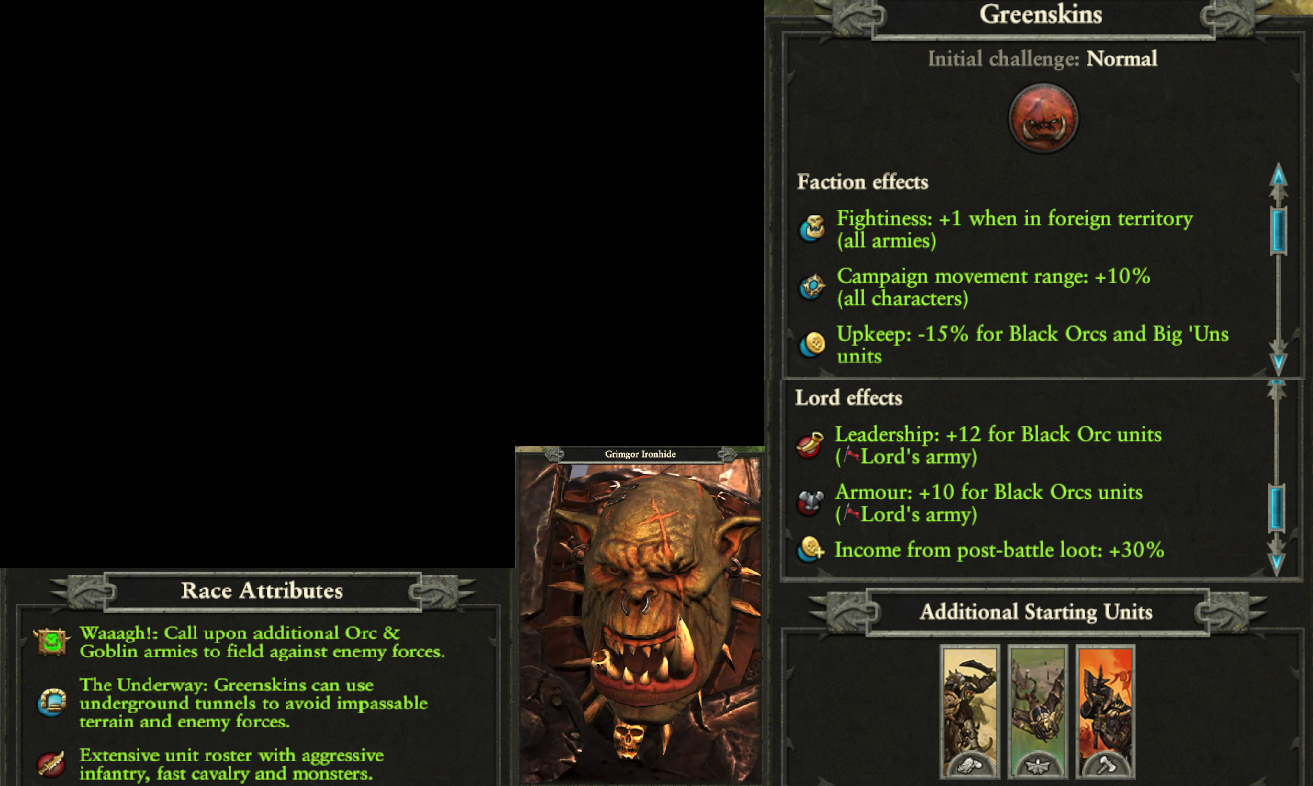 Greenskins
Initial challenge: Normal
Faction effects
Fightiness: +1 when in foreign territory
(all armies)
Campaign movement range: +10%
(all characters)
Upkeep: -15% for Black Orcs and Big 'Uns
units
Lord effects
Leadership: +12 for Black Orc units
(Lord's army)
Armour: +10 for Black Orcs units
(Lord's army)
Income from post-battle loot: +30%
Additional Starting Units
Grimgor Ironhide
Race Attributes
Waaagh!: Call upon additional Orc &
Goblin armies to field against enemy forces.
The Underway: Greenskins can use
underground tunnels to avoid impassable
terrain and enemy forces.
Extensive unit roster with aggressive
infantry, fast cavalry and monsters.